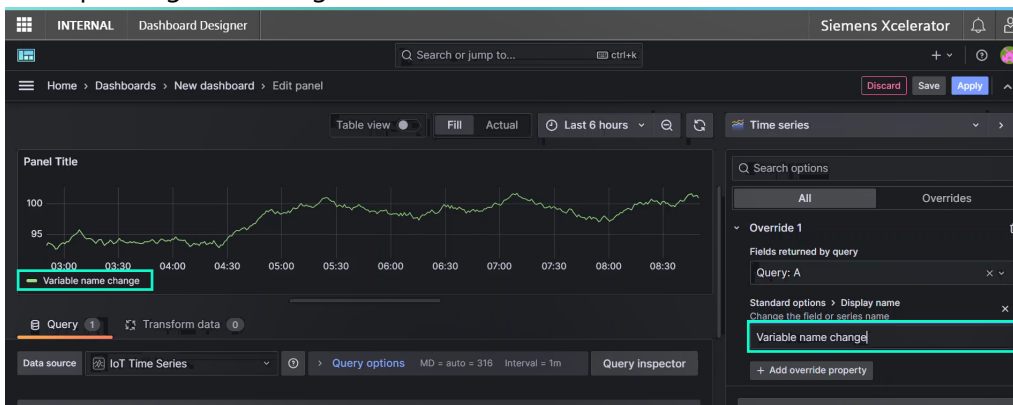 INTERNAL Dashboard Designer Siemens Xcelerator
Search or jump to... ctrl+k
Home > Dashboards > New dashboard > Edit panel Discard Save Apply
Table view Fill Actual Last 6 hours Time series
Panel Title
Search options
All Overrides
100
95
03:00 03:30 04:00 04:30 05:00 05:30 06:00 06:30 07:00 07:30 08:00 08:30
Variable name change
Override 1
Fields returned by query
Query: A
Standard options > Display name
Change the field or series name
Variable name change
+ Add override property
Query 1 Transform data 0
Data source IoT Time Series > Query options MD = auto = 316 Interval = 1m Query inspector